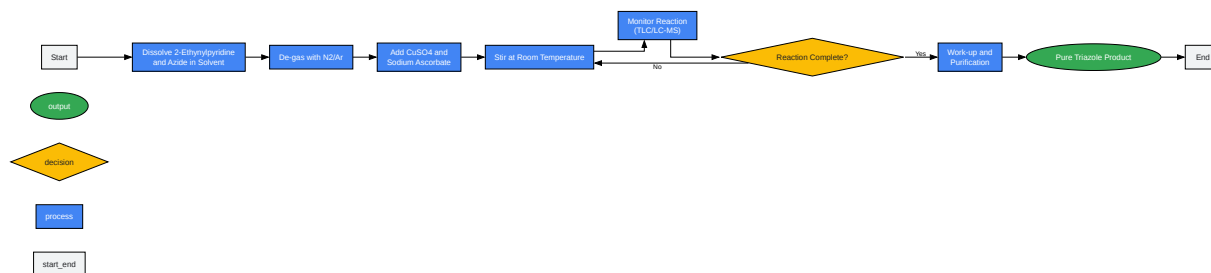 Start
Dissolve 2-Ethynylpyridine
and Azide in Solvent
De-gas with N2/Ar
Add CuSO4 and
Sodium Ascorbate
Stir at Room Temperature
Monitor Reaction
(TLC/LC-MS)
No
Reaction Complete?
Yes
Work-up and
Purification
Pure Triazole Product
End
output
decision
process
start_end